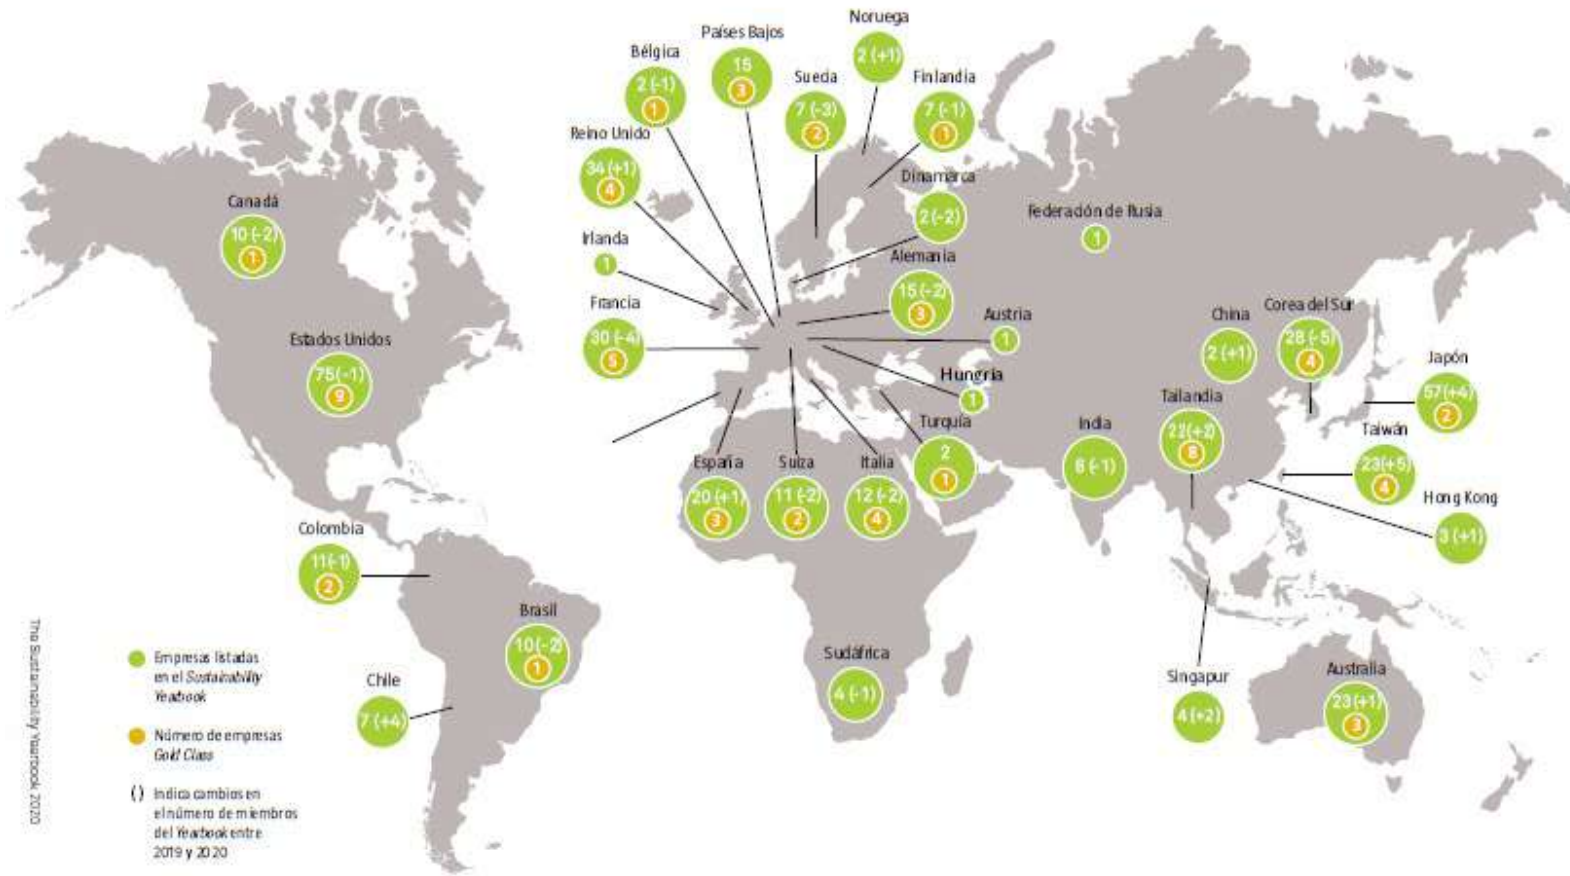 Noruega
2 (+1)
Países Bajos
15
3
Bélgica
2 (-1)
1
Suecia
7 (-3)
2
Finlandia
7 (-1)
1
Reino Unido
34 (+1)
4
Dinamarca
2 (-2)
Canadá
10 (-2)
1
Federación de Rusia
1
Irlanda
1
Alemania
15 (-2)
3
Francia
30 (-4)
5
Austria
1
China
2 (+1)
Corea del Sur
28 (-5)
4
Estados Unidos
75 (-1)
9
Japón
57 (+4)
2
Hungría
1
Tailandia
22 (+2)
8
Turquía
2
1
India
Taiwán
23 (+5)
4
España
20 (+1)
3
Suiza
11 (-2)
2
Italia
12 (-2)
4
Hong Kong
3 (+1)
Colombia
11 (-1)
2
Brasil
10 (-2)
1
Sudáfrica
4 (-1)
Chile
7 (+4)
Singapur
4 (+2)
Australia
23 (+1)
3
Empresas listadas
en el Sustainability
Yearbook
Número de empresas
Gold Class
() Indica cambios en
el número de miembros
del Yearbook entre
2019 y 2020
The Sustainability Yearbook 2020